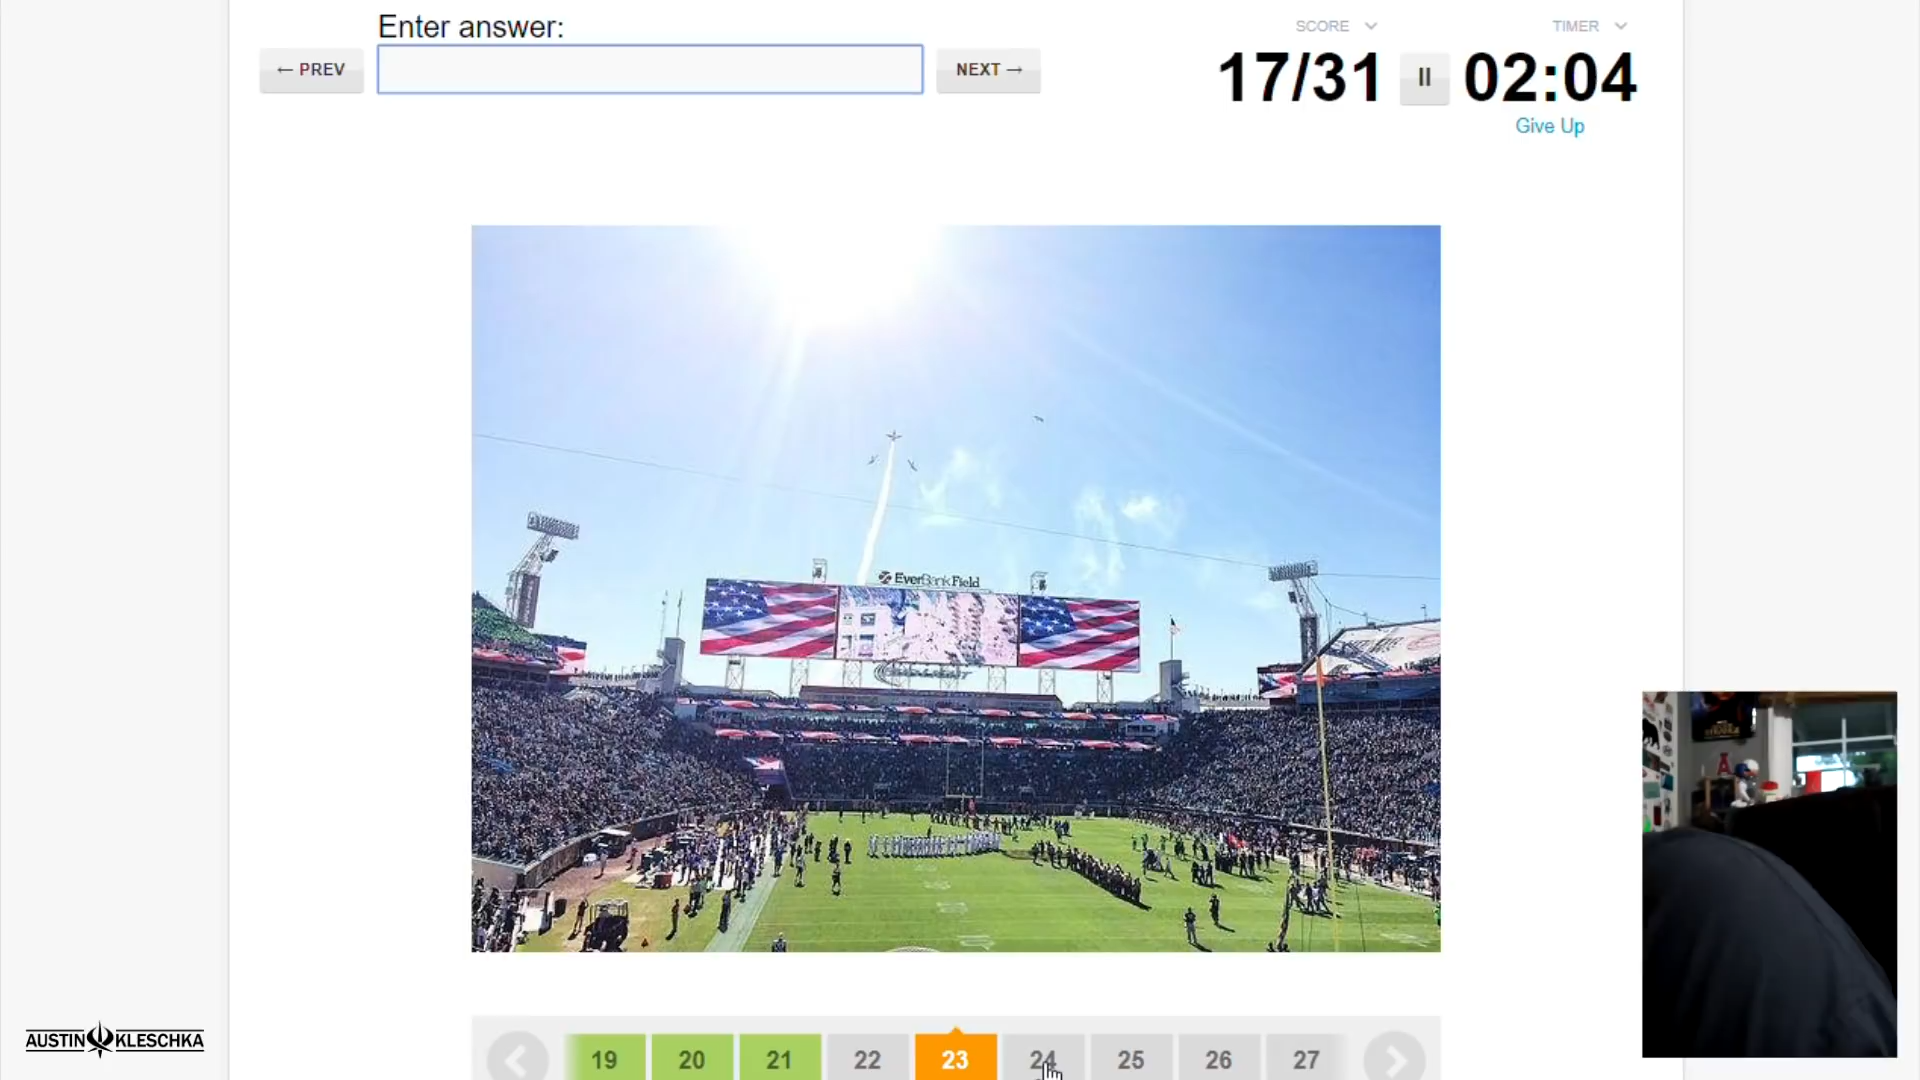 Enter answer:
← PREV
NEXT →
SCORE
17/31
TIMER
02:04
Give Up
EverBank Field
AUSTIN KLESCHKA
19
20
21
22
23
24
25
26
27